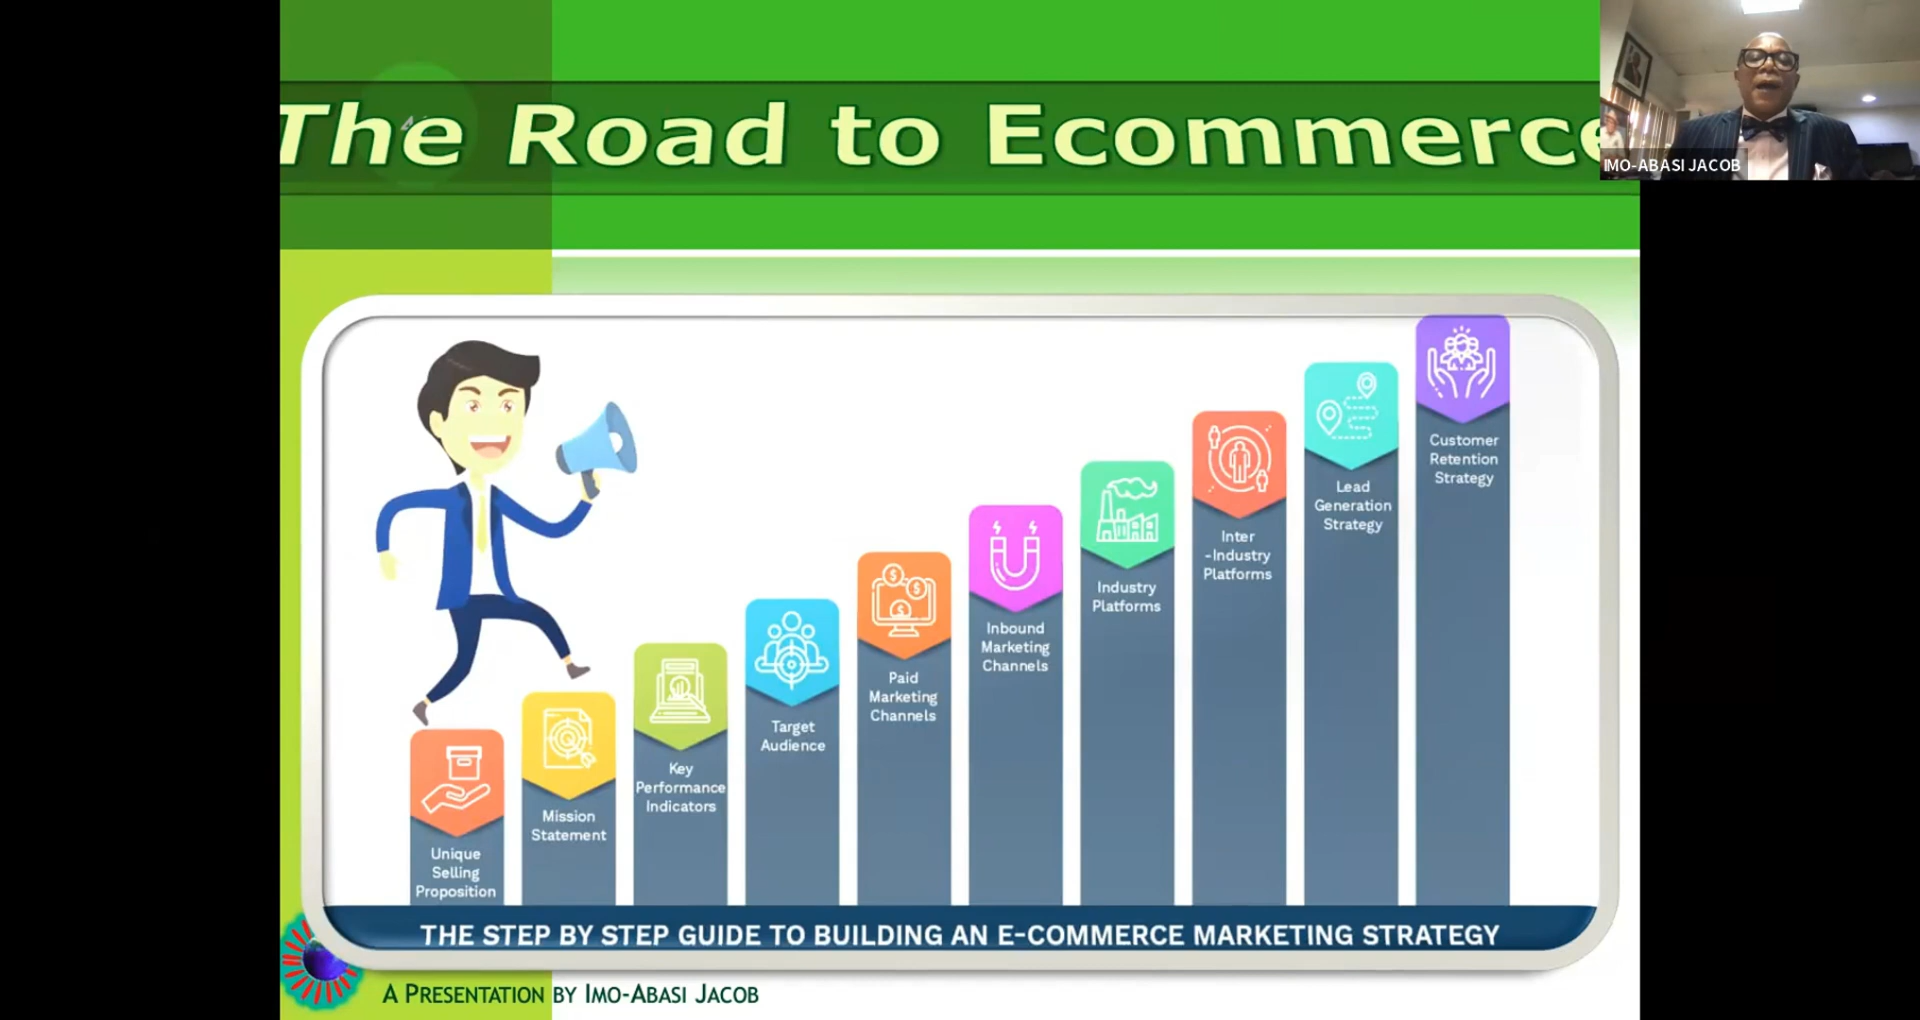 The Road to Ecommerce
IMO-ABASI JACOB
Unique
Selling
Proposition
Mission
Statement
Key
Performance
Indicators
Target
Audience
Paid
Marketing
Channels
Inbound
Marketing
Channels
Industry
Platforms
Inter
-Industry
Platforms
Lead
Generation
Strategy
Customer
Retention
Strategy
THE STEP BY STEP GUIDE TO BUILDING AN E-COMMERCE MARKETING STRATEGY
A PRESENTATION BY IMO-ABASI JACOB